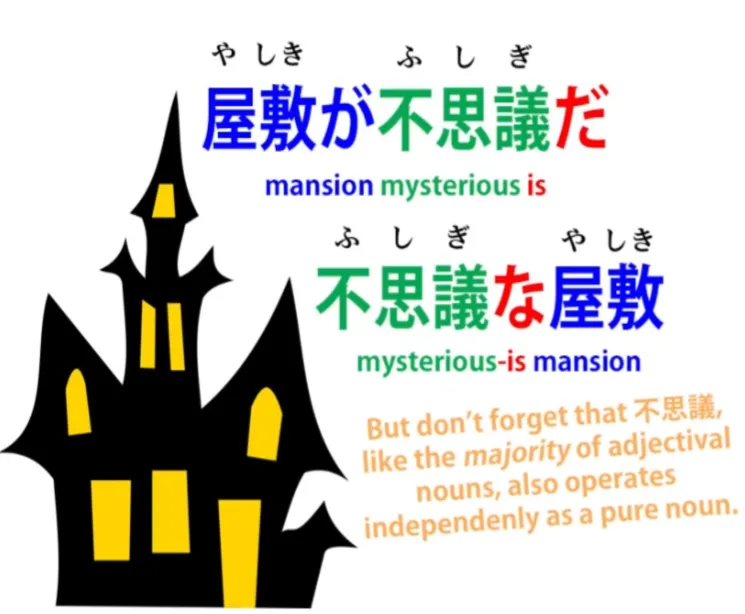 やしき ふしぎ
屋敷が不思議だ
mansion mysterious is
ふしぎ やしき
不思議な屋敷
mysterious-is mansion
But don't forget that 不思議,
like the majority of adjectival
nouns, also operates
independenly as a pure noun.